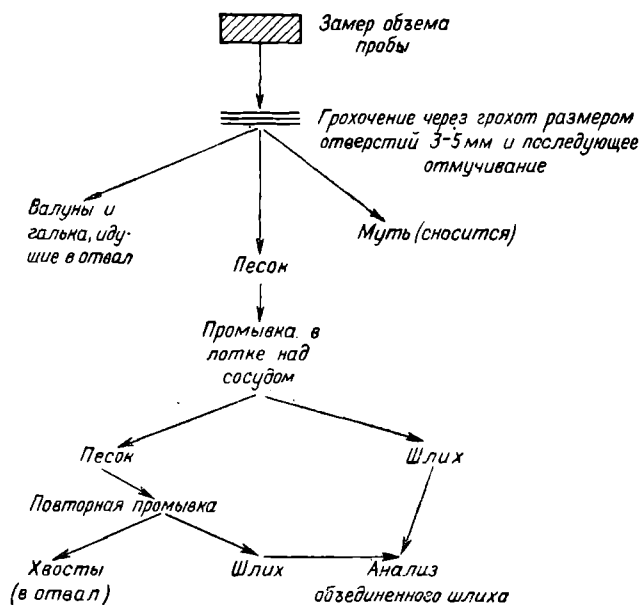 Замер объема
пробы
Грохочение через грохот размером
отверстий 3-5 мм и последующее
отмучивание
Валуны и
галька, иду-
щие в отвал
Муть (сносится)
Песок
Промывка в
лотке над
сосудом
Песок
Шлих
Повторная промывка
Хвосты
(в отвал)
Шлих
Анализ
объединенного шлиха